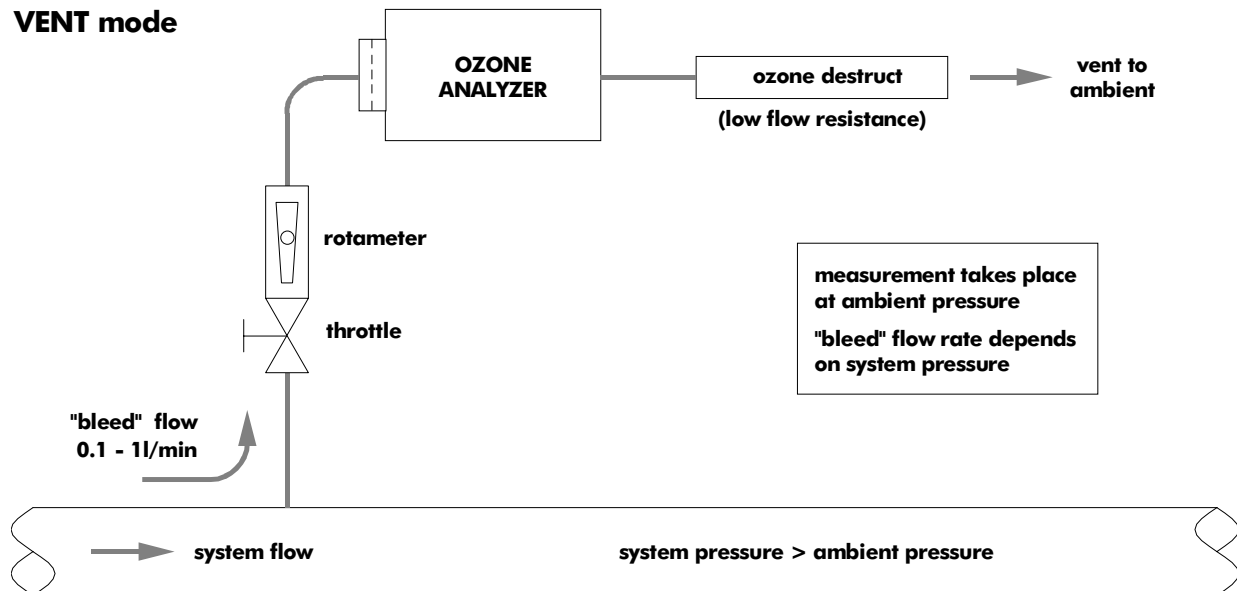 VENT mode
OZONE
ANALYZER
ozone destruct
(low flow resistance)
vent to
ambient
rotameter
throttle
measurement takes place
at ambient pressure
"bleed" flow rate depends
on system pressure
"bleed" flow
0.1 - 1l/min
system flow
system pressure > ambient pressure